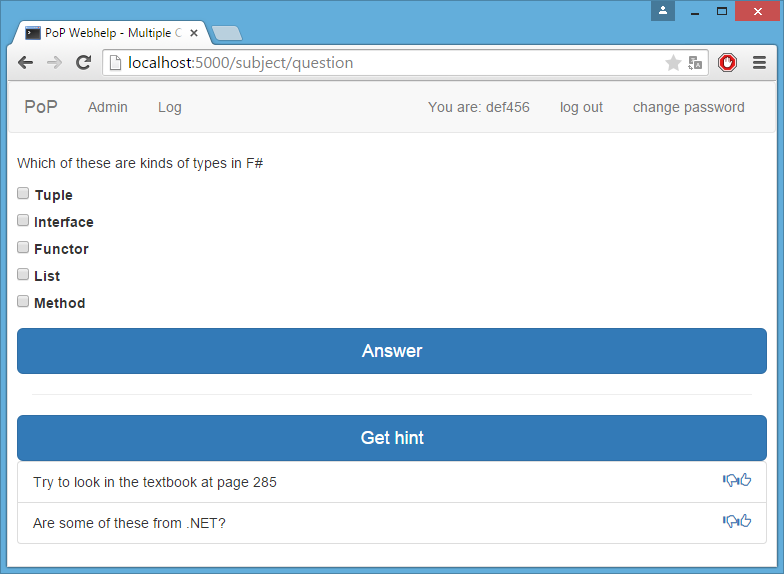 PoP Webhelp - Multiple C
localhost:5000/subject/question
PoP Admin Log You are: def456 log out change password
Which of these are kinds of types in F#
Tuple
Interface
Functor
List
Method
Answer
Get hint
Try to look in the textbook at page 285
Are some of these from .NET?